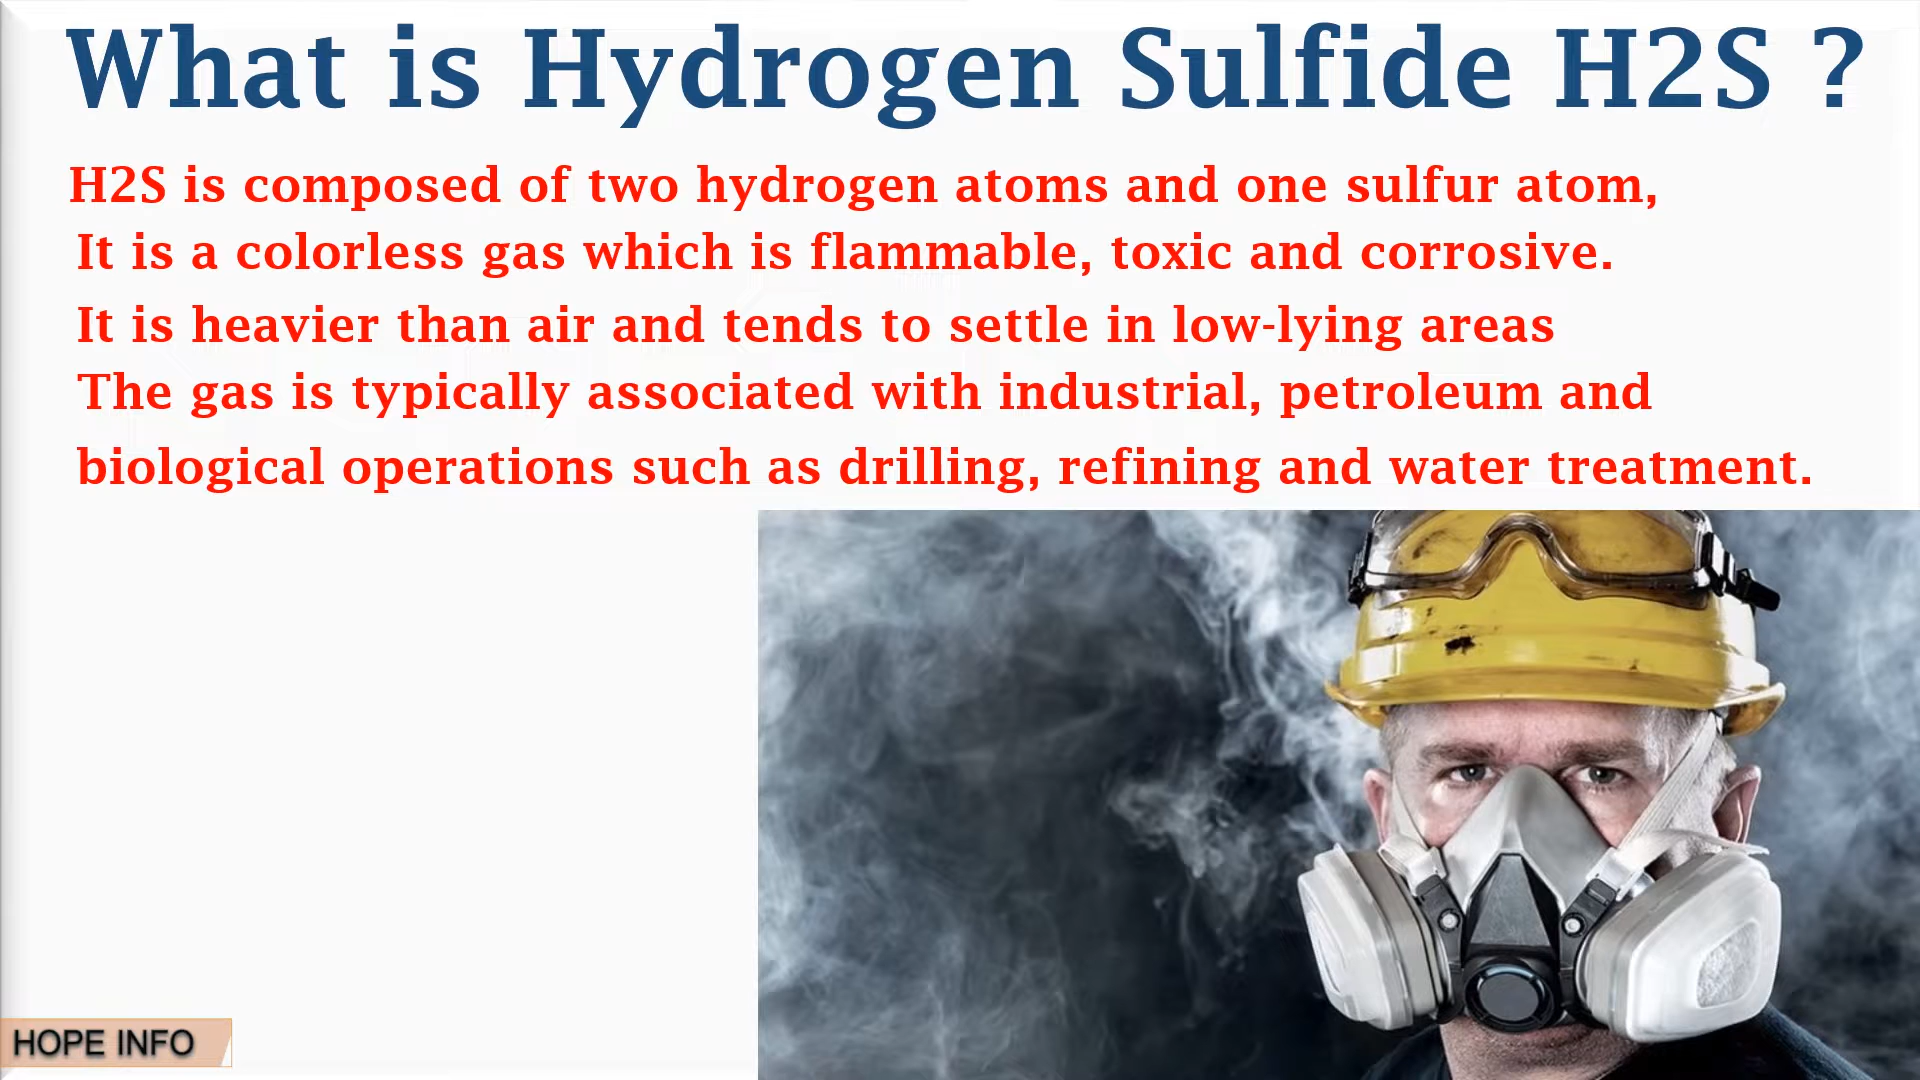 What is Hydrogen Sulfide H2S ?
H2S is composed of two hydrogen atoms and one sulfur atom,
It is a colorless gas which is flammable, toxic and corrosive.
It is heavier than air and tends to settle in low-lying areas
The gas is typically associated with industrial, petroleum and
biological operations such as drilling, refining and water treatment.
HOPE INFO